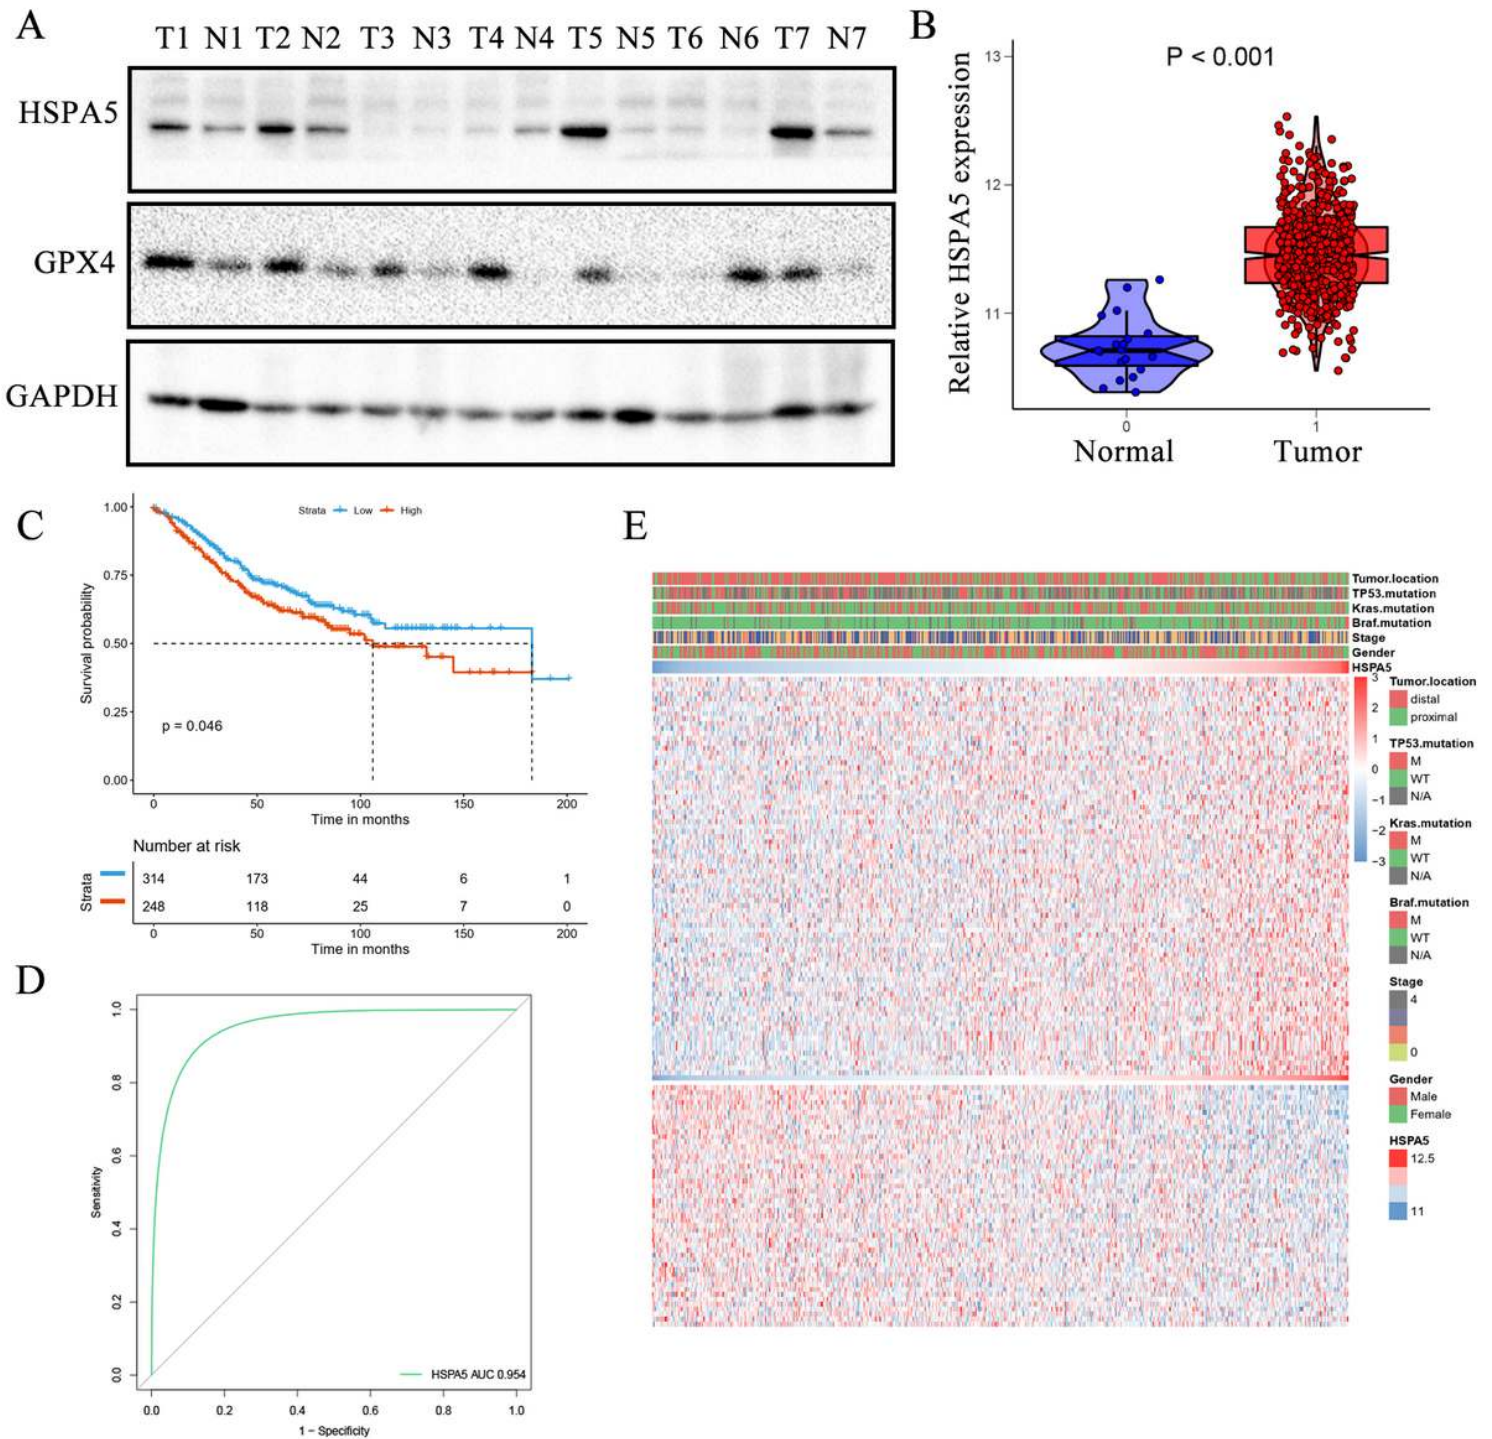 A
T1 N1 T2 N2 T3 N3 T4 N4 T5 N5 T6 N6 T7 N7
HSPA5
GPX4
GAPDH
B
P < 0.001
Relative HSPA5 expression
13
12
11
0 1
Normal Tumor
C
Strata Low High
Survival probability
1.00
0.75
0.50
0.25
0.00
p = 0.046
0 50 100 150 200
Time in months
Number at risk
Strata
314 173 44 6 1
248 118 25 7 0
0 50 100 150 200
Time in months
D
Sensitivity
1.0
0.8
0.6
0.4
0.2
0.0
HSPA5 AUC 0.954
0.0 0.2 0.4 0.6 0.8 1.0
1 − Specificity
E
Tumor.location
TP53.mutation
Kras.mutation
Braf.mutation
Stage
Gender
HSPA5
3
2
1
0
−1
−2
−3
Tumor.location
distal
proximal
TP53.mutation
M
WT
N/A
Kras.mutation
M
WT
N/A
Braf.mutation
M
WT
N/A
Stage
4
0
Gender
Male
Female
HSPA5
12.5
11